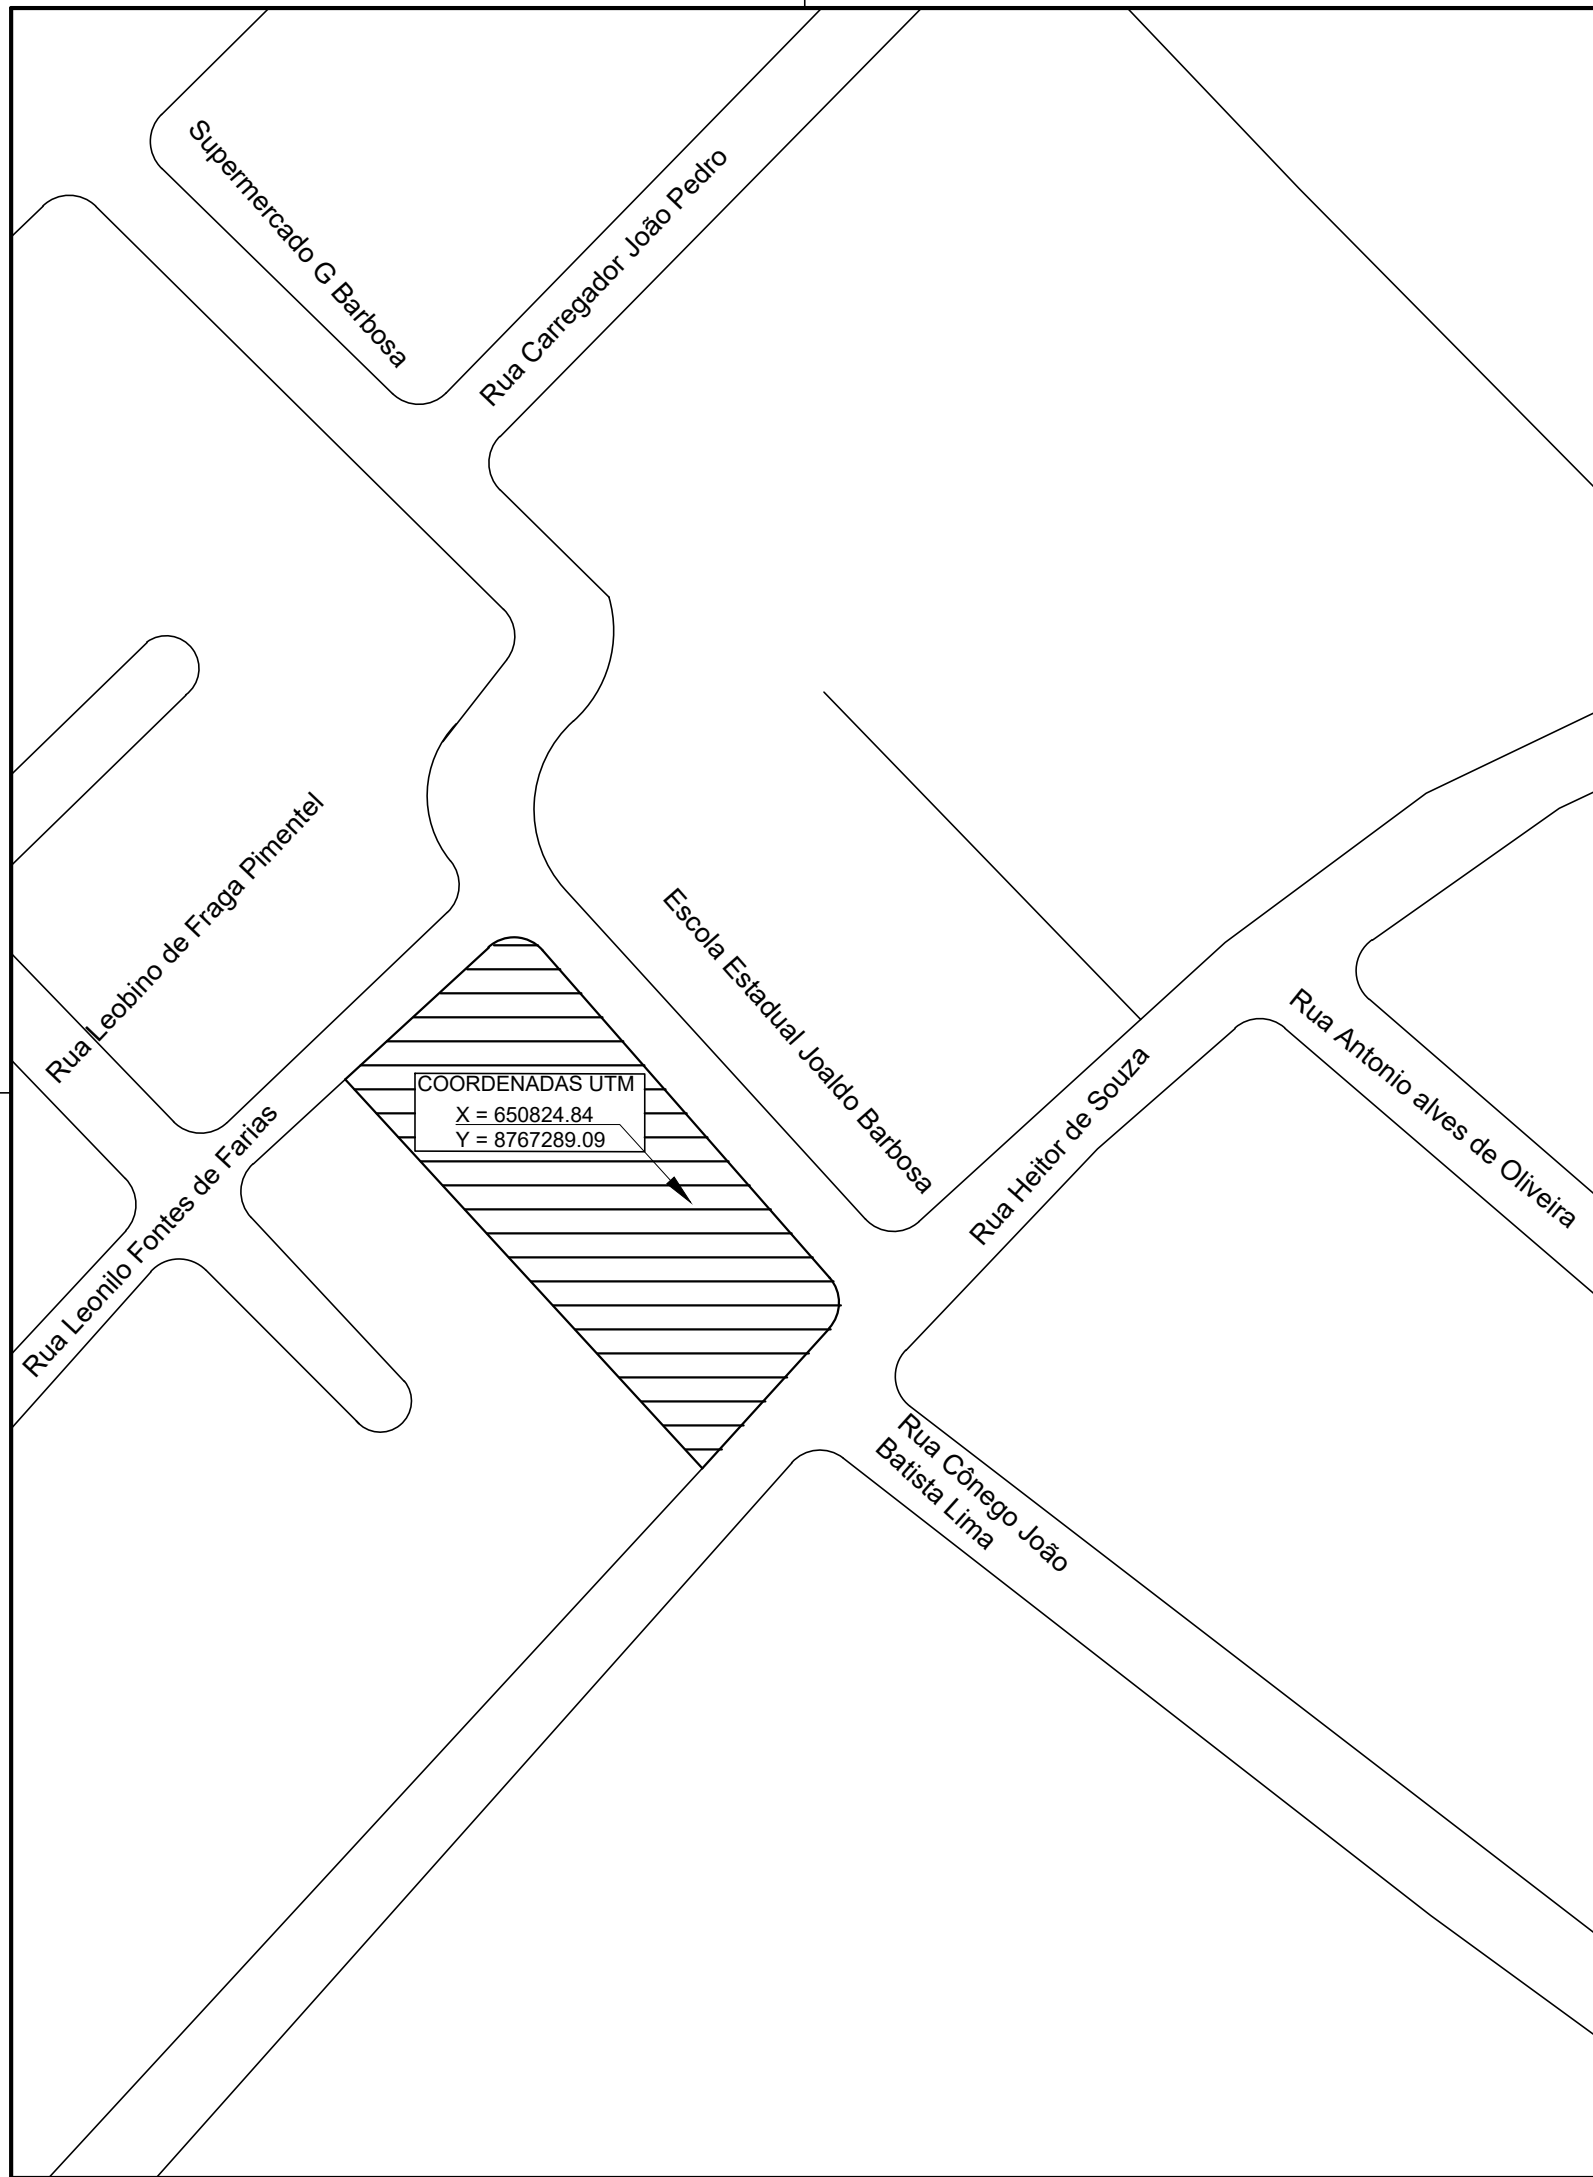 Supermercado G Barbosa
Rua Carregador João Pedro
Rua Leobino de Fraga Pimentel
Escola Estadual Joaldo Barbosa
Rua Antonio alves de Oliveira
Rua Heitor de Souza
COORDENADAS UTM
X = 650824.84
Y = 8767289.09
Rua Leonilo Fontes de Farias
Rua Cônego João
Batista Lima